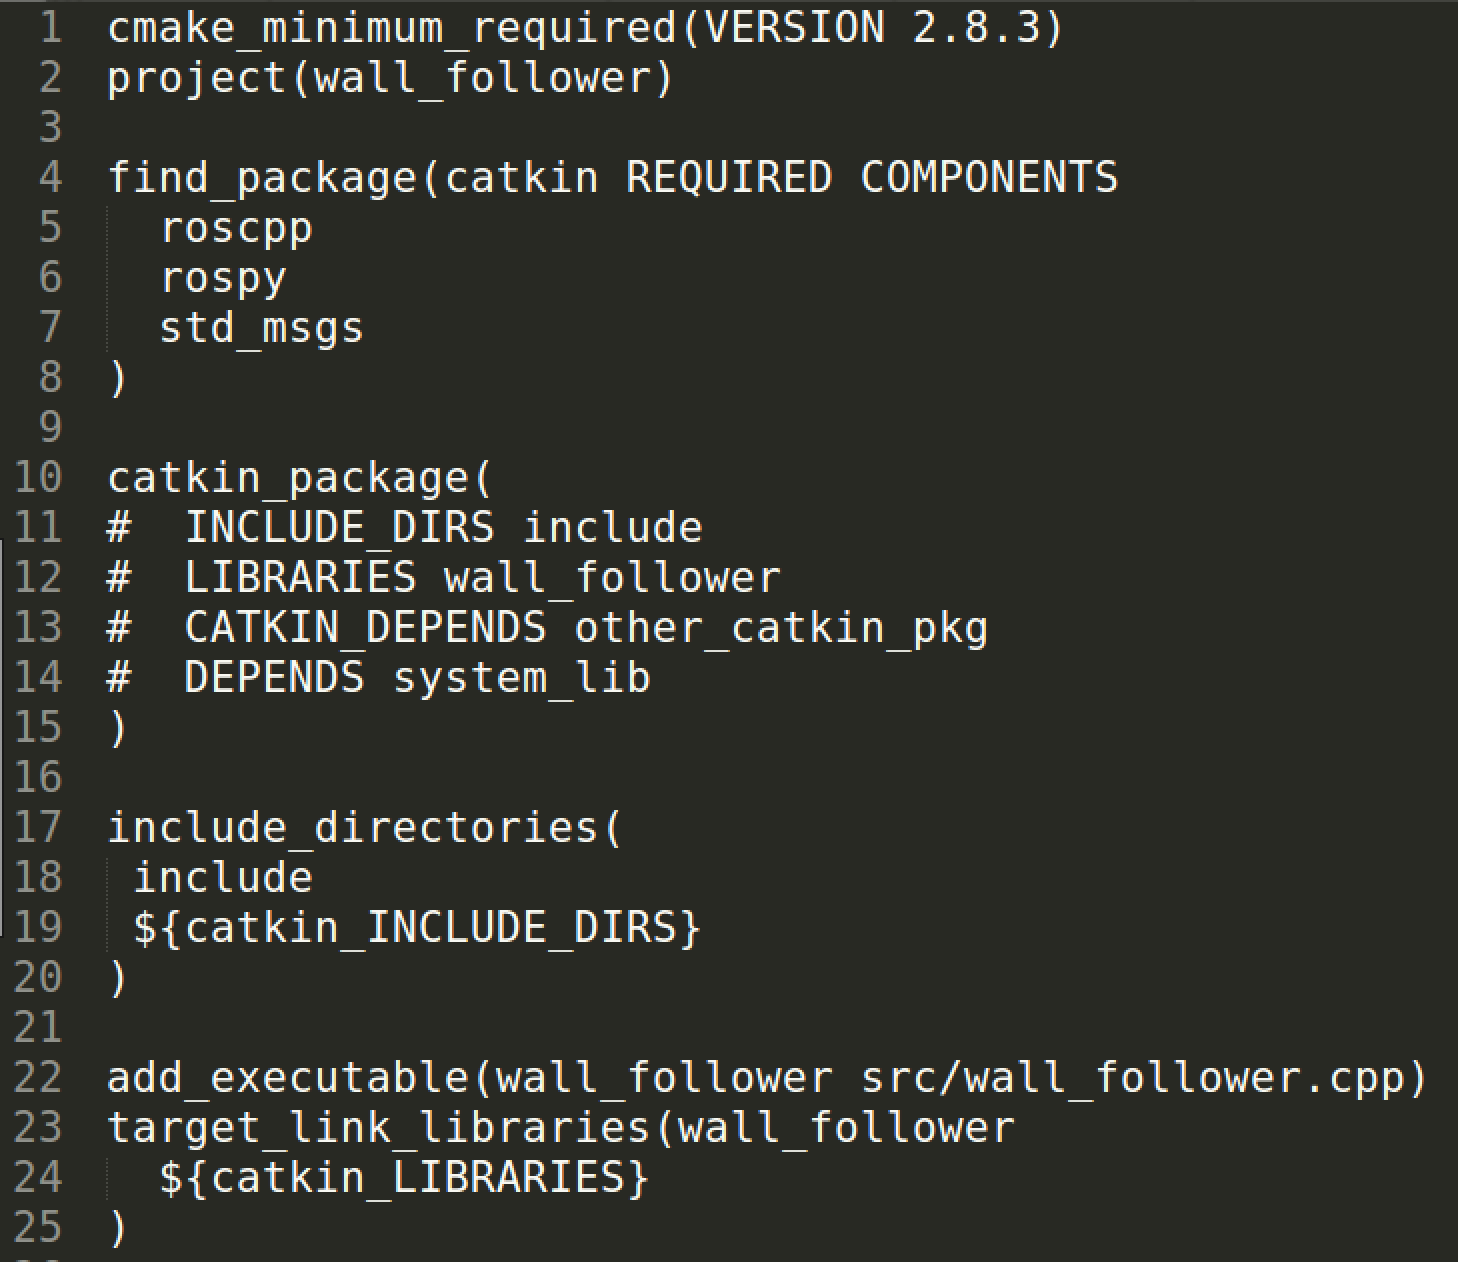 1 cmake_minimum_required(VERSION 2.8.3)
2 project(wall_follower)
3
4 find_package(catkin REQUIRED COMPONENTS
5   roscpp
6   rospy
7   std_msgs
8 )
9
10 catkin_package(
11 #  INCLUDE_DIRS include
12 #  LIBRARIES wall_follower
13 #  CATKIN_DEPENDS other_catkin_pkg
14 #  DEPENDS system_lib
15 )
16
17 include_directories(
18  include
19  ${catkin_INCLUDE_DIRS}
20 )
21
22 add_executable(wall_follower src/wall_follower.cpp)
23 target_link_libraries(wall_follower
24   ${catkin_LIBRARIES}
25 )